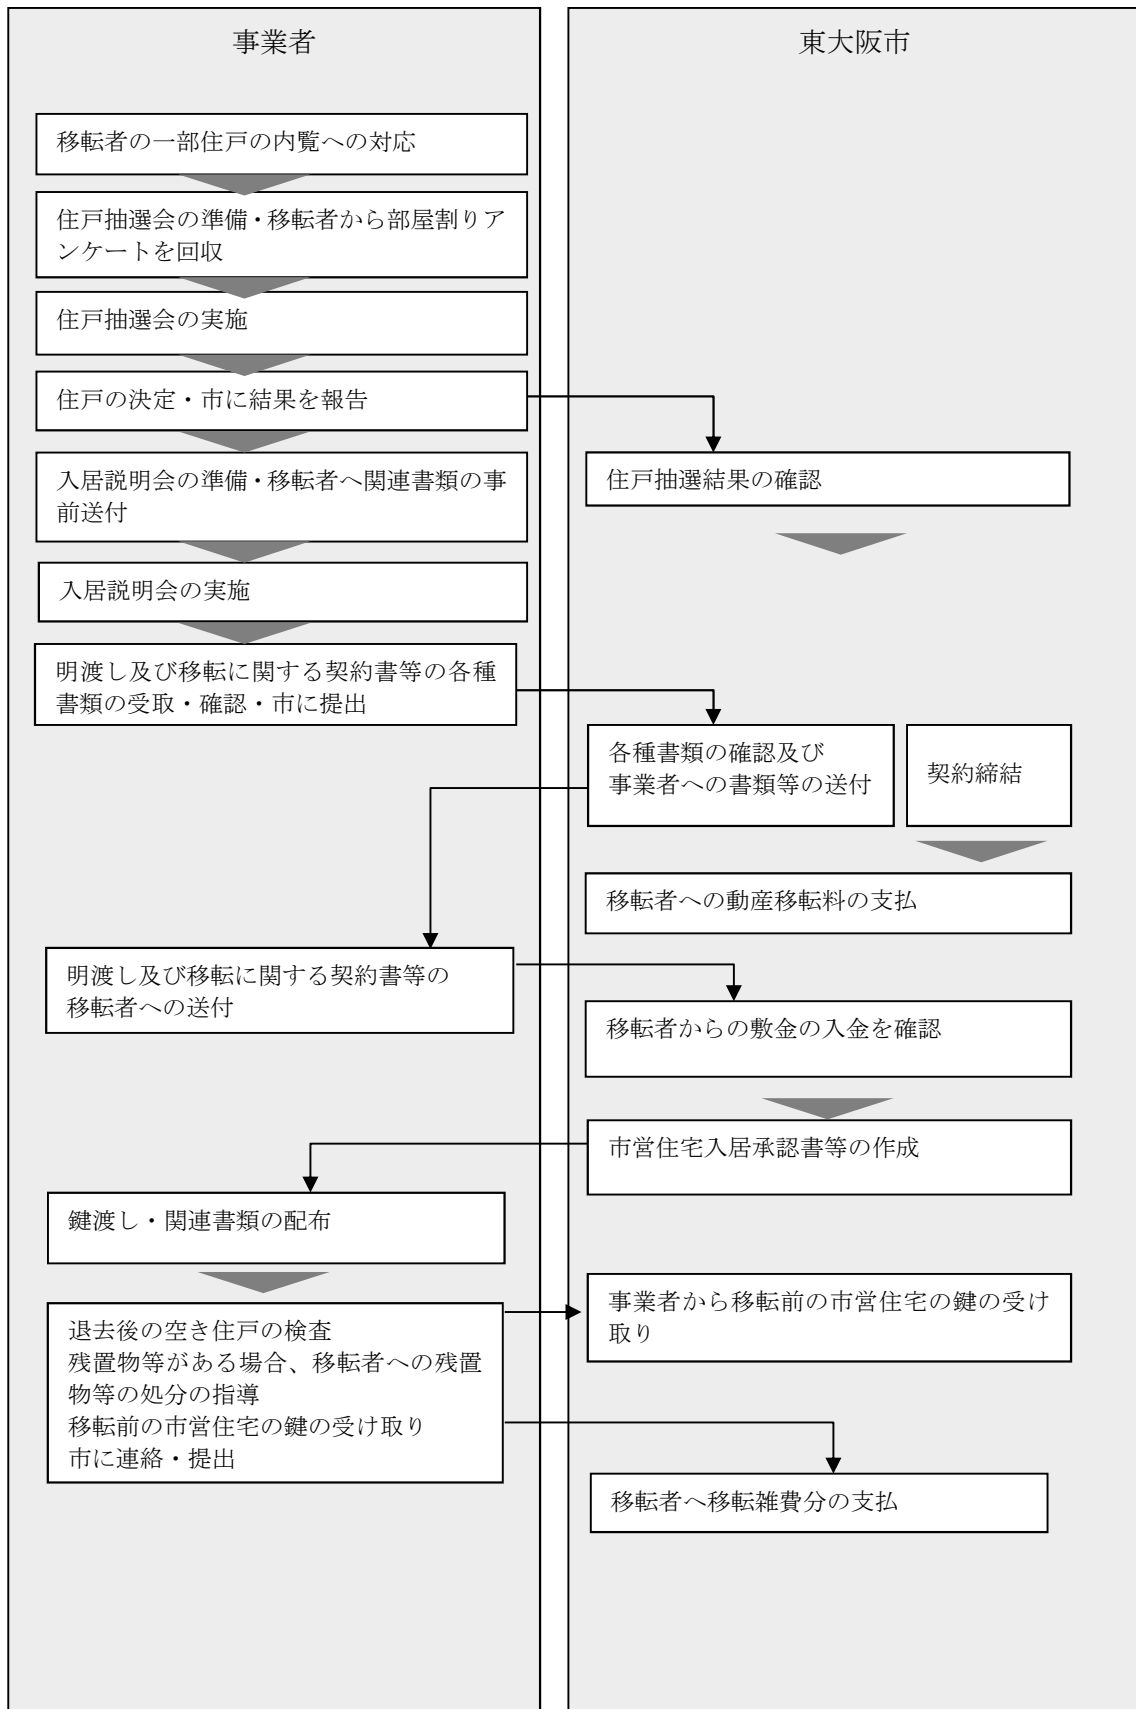 事業者
移転者の一部住戸の内覧への対応
住戸抽選会の準備・移転者から部屋割りア
ンケートを回収
住戸抽選会の実施
住戸の決定・市に結果を報告
入居説明会の準備・移転者へ関連書類の事
前送付
入居説明会の実施
明渡し及び移転に関する契約書等の各種
書類の受取・確認・市に提出
明渡し及び移転に関する契約書等の
移転者への送付
鍵渡し・関連書類の配布
退去後の空き住戸の検査
残置物等がある場合、移転者への残置
物等の処分の指導
移転前の市営住宅の鍵の受け取り
市に連絡・提出
東大阪市
住戸抽選結果の確認
各種書類の確認及び
事業者への書類等の送付
契約締結
移転者への動産移転料の支払
移転者からの敷金の入金を確認
市営住宅入居承認書等の作成
事業者から移転前の市営住宅の鍵の受け
取り
移転者へ移転雑費分の支払